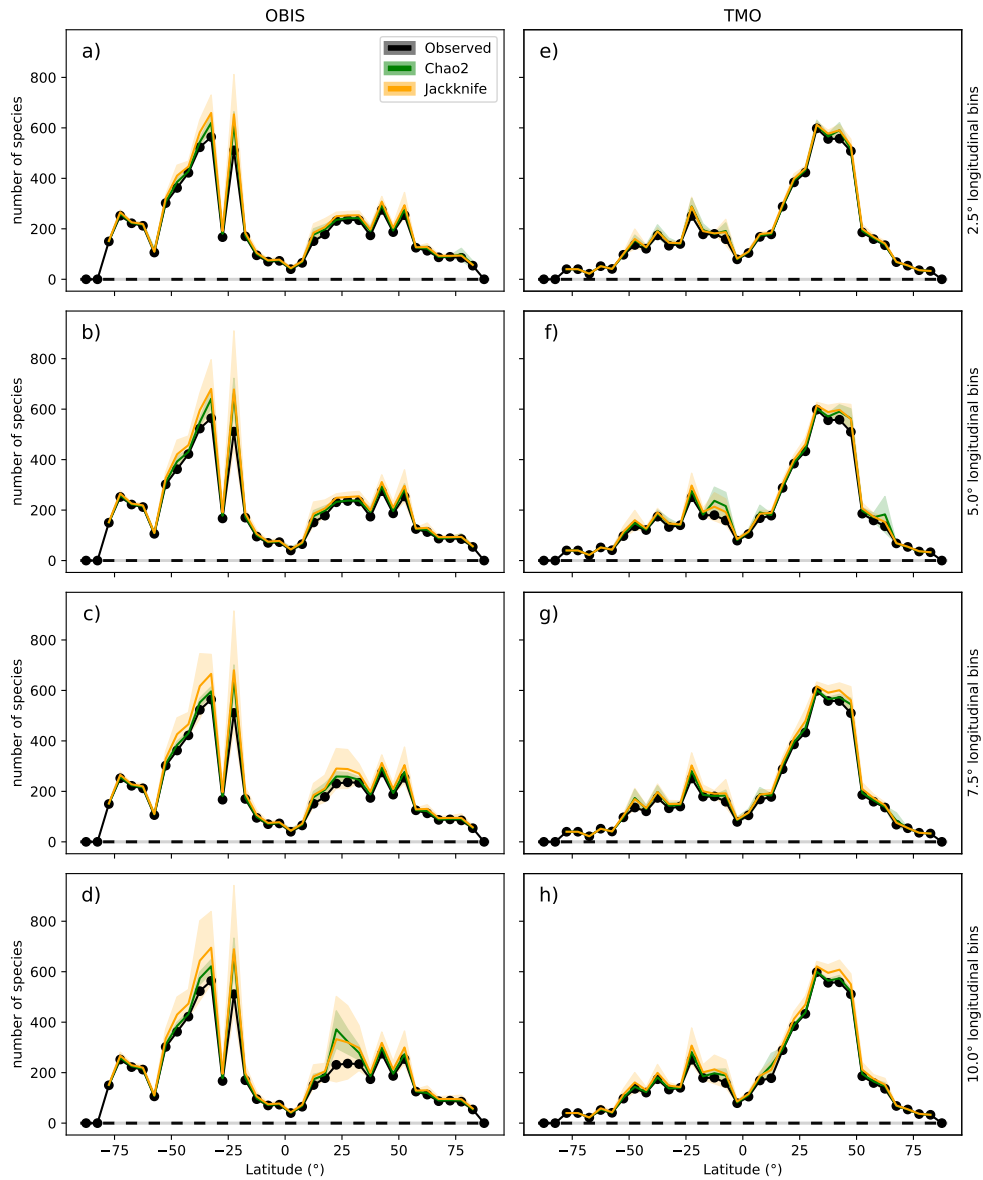 OBIS
TMO
a)
Observed
Chao2
Jackknife
800
600
400
200
0
number of species
e)
2.5° longitudinal bins
b)
800
600
400
200
0
number of species
f)
5.0° longitudinal bins
c)
800
600
400
200
0
number of species
g)
7.5° longitudinal bins
d)
800
600
400
200
0
number of species
h)
10.0° longitudinal bins
−75 −50 −25 0 25 50 75
Latitude (°)
−75 −50 −25 0 25 50 75
Latitude (°)